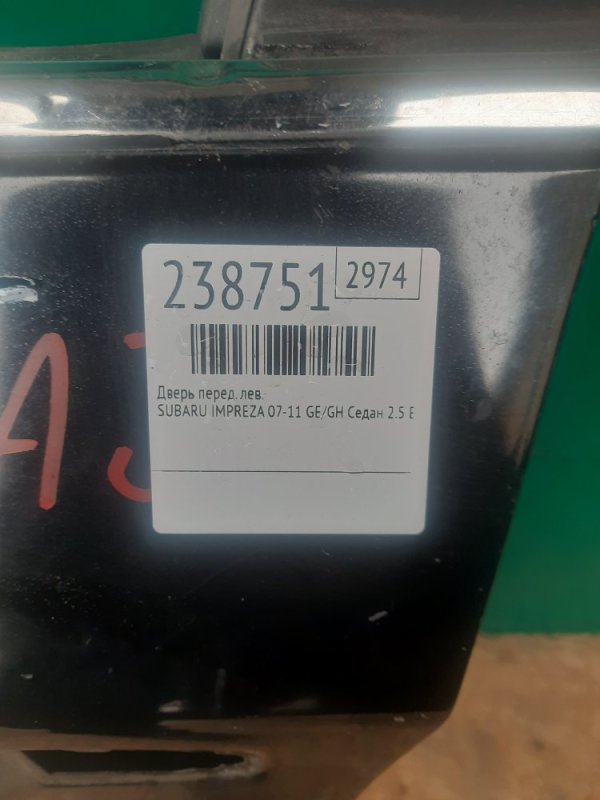 238751 2974
Дверь перед. лев.
SUBARU IMPREZA 07-11 GE/GH Седан 2.5 E